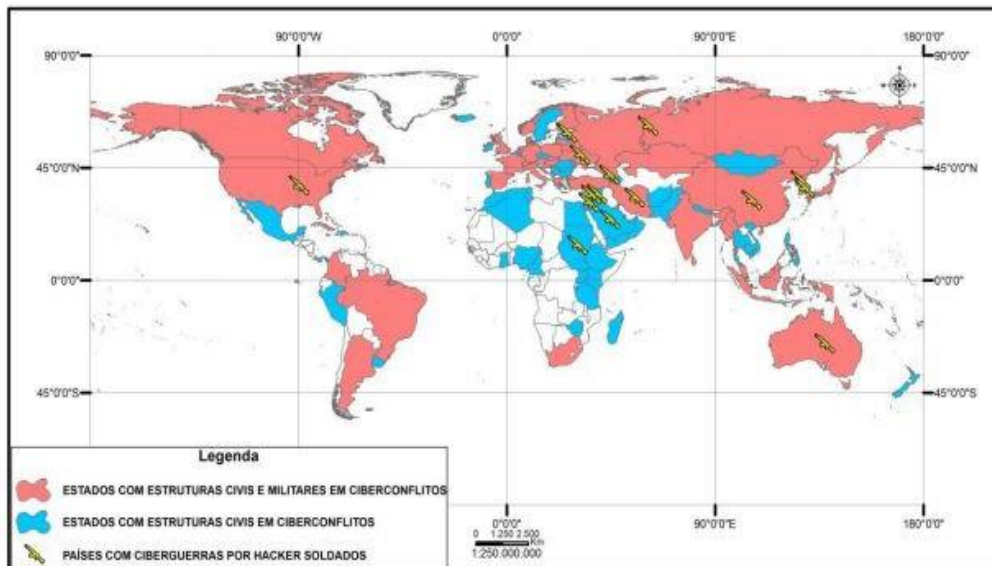 90°0'0"W 0°0'0" 90°0'0"E 180°0'0"
90°0'0" 90°0'0"
45°0'0"N 45°0'0"N
0°0'0" 0°0'0"
45°0'0"S 45°0'0"S
Legenda
ESTADOS COM ESTRUTURAS CIVIS E MILITARES EM CIBERCONFLITOS
ESTADOS COM ESTRUTURAS CIVIS EM CIBERCONFLITOS
PAÍSES COM CIBERGUERRAS POR HACKER SOLDADOS
0°0'0" 90°0'0"E 180°0'0"
0 1.250 2.500
Km
1:250.000.000